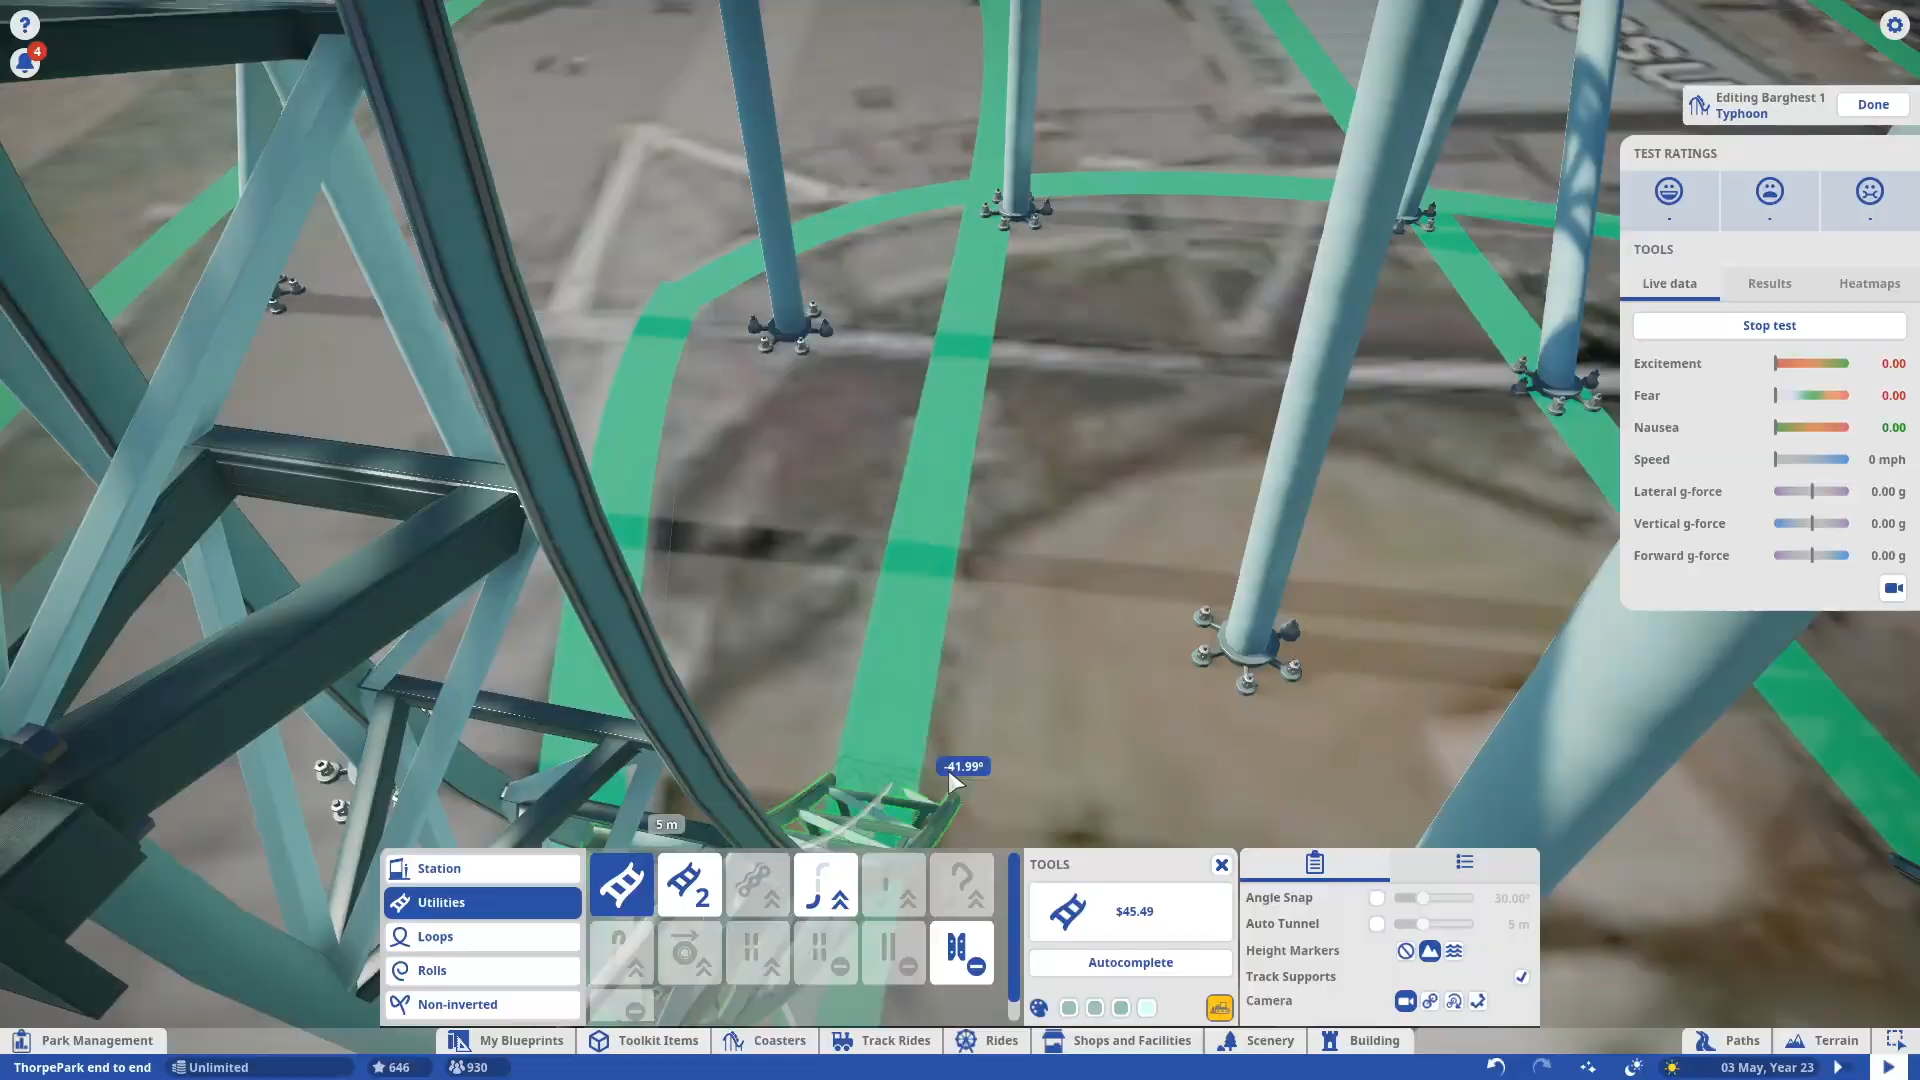 ?
4
Editing Barghest 1
Typhoon
Done
TEST RATINGS
- - -
TOOLS
Live data Results Heatmaps
Stop test
Excitement 0.00
Fear 0.00
Nausea 0.00
Speed 0 mph
Lateral g-force 0.00 g
Vertical g-force 0.00 g
Forward g-force 0.00 g
-41.99°
5 m
Station
Utilities
Loops
Rolls
Non-inverted
2
TOOLS
$45.49
Autocomplete
Angle Snap 30.00°
Auto Tunnel 5 m
Height Markers
Track Supports
Camera
Park Management My Blueprints Toolkit Items Coasters Track Rides Rides Shops and Facilities Scenery Building Paths Terrain
ThorpePark end to end Unlimited 646 930 03 May, Year 23